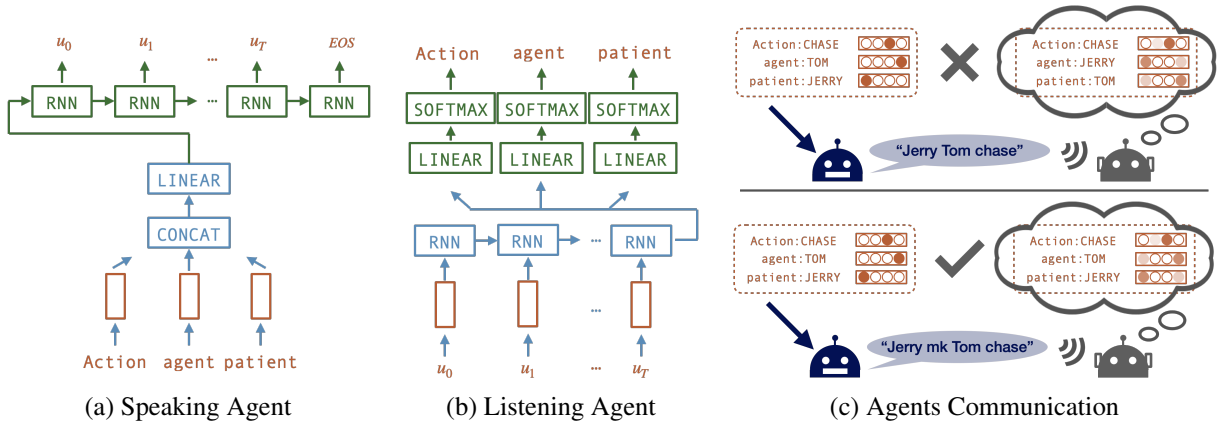 u0 u1 ... uT EOS
RNN RNN ... RNN RNN
LINEAR
CONCAT
Action agent patient
(a) Speaking Agent
Action agent patient
SOFTMAX SOFTMAX SOFTMAX
LINEAR LINEAR LINEAR
RNN RNN ... RNN
...
u0 u1 ... uT
(b) Listening Agent
Action:CHASE
agent:TOM
patient:JERRY
Action:CHASE
agent:JERRY
patient:TOM
“Jerry Tom chase”
Action:CHASE
agent:TOM
patient:JERRY
Action:CHASE
agent:TOM
patient:JERRY
“Jerry mk Tom chase”
(c) Agents Communication